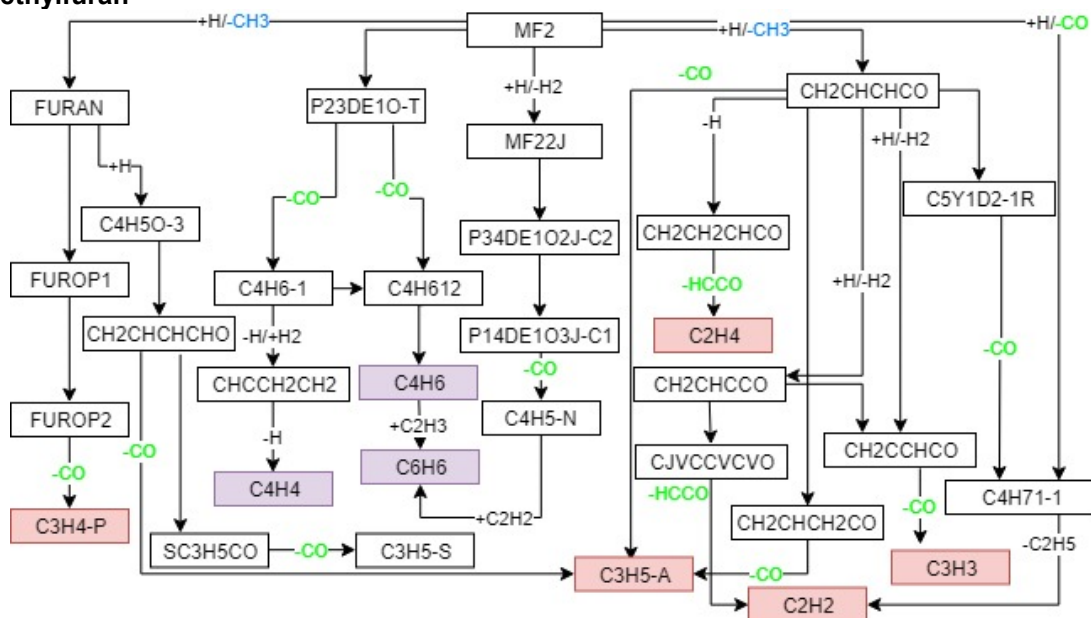 ethylfuran
+H/-CH3
MF2
+H/-CH3
+H/-CO
FURAN
P23DE1O-T
+H/-H2
-CO
CH2CHCHCO
+H
MF22J
-H
+H/-H2
C4H5O-3
-CO
-CO
P34DE1O2J-C2
CH2CH2CHCO
C5Y1D2-1R
FUROP1
C4H6-1
C4H612
-HCCO
+H/-H2
CH2CHCHCHO
-H/+H2
P14DE1O3J-C1
C2H4
-CO
CHCCH2CH2
C4H6
-CO
CH2CHCCO
FUROP2
-CO
-H
+C2H3
C4H5-N
CH2CCHCO
-CO
C4H4
C6H6
CJVCCVCVO
-HCCO
C4H71-1
C3H4-P
+C2H2
CH2CHCH2CO
-CO
SC3H5CO
-CO
C3H5-S
-C2H5
C3H5-A
-CO
C3H3
C2H2